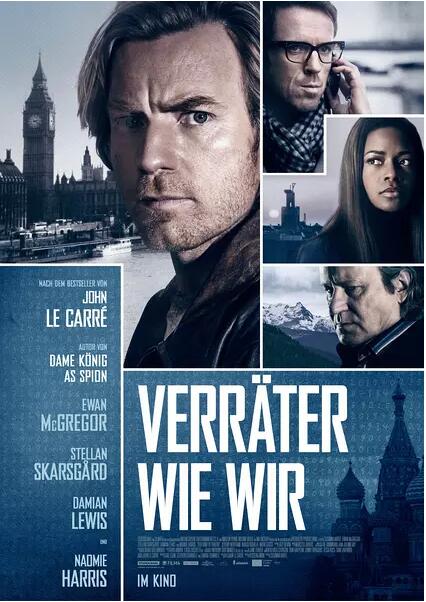 NACH DEM BESTSELLER VON
JOHN
LE CARRÉ
AUTOR VON
DAME KÖNIG
AS SPION
EWAN
McGREGOR
STELLAN
SKARSGÅRD
DAMIAN
LEWIS
UND
NAOMIE
HARRIS
VERRÄTER
WIE WIR
IM KINO